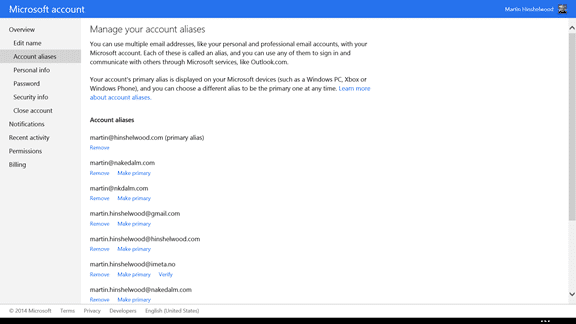 Microsoft account
Martin Hinshelwood
Overview
Edit name
Account aliases
Personal info
Password
Security info
Close account
Notifications
Recent activity
Permissions
Billing
Manage your account aliases
You can use multiple email addresses, like your personal and professional email accounts, with your
Microsoft account. Each of these is called an alias, and you can use any of them to sign in and
communicate with others through Microsoft services, like Outlook.com.
Your account's primary alias is displayed on your Microsoft devices (such as a Windows PC, Xbox or
Windows Phone), and you can choose a different alias to be the primary one at any time. Learn more
about account aliases.
Account aliases
martin@hinshelwood.com (primary alias)
Remove
martin@nakedalm.com
Remove Make primary
martin@nkdalm.com
Remove Make primary
martin.hinshelwood@gmail.com
Remove Make primary
martin.hinshelwood@hinshelwood.com
Remove Make primary
martin.hinshelwood@imeta.no
Remove Make primary Verify
martin.hinshelwood@nakedalm.com
Remove Make primary
© 2014 Microsoft Terms Privacy Developers English (United States)